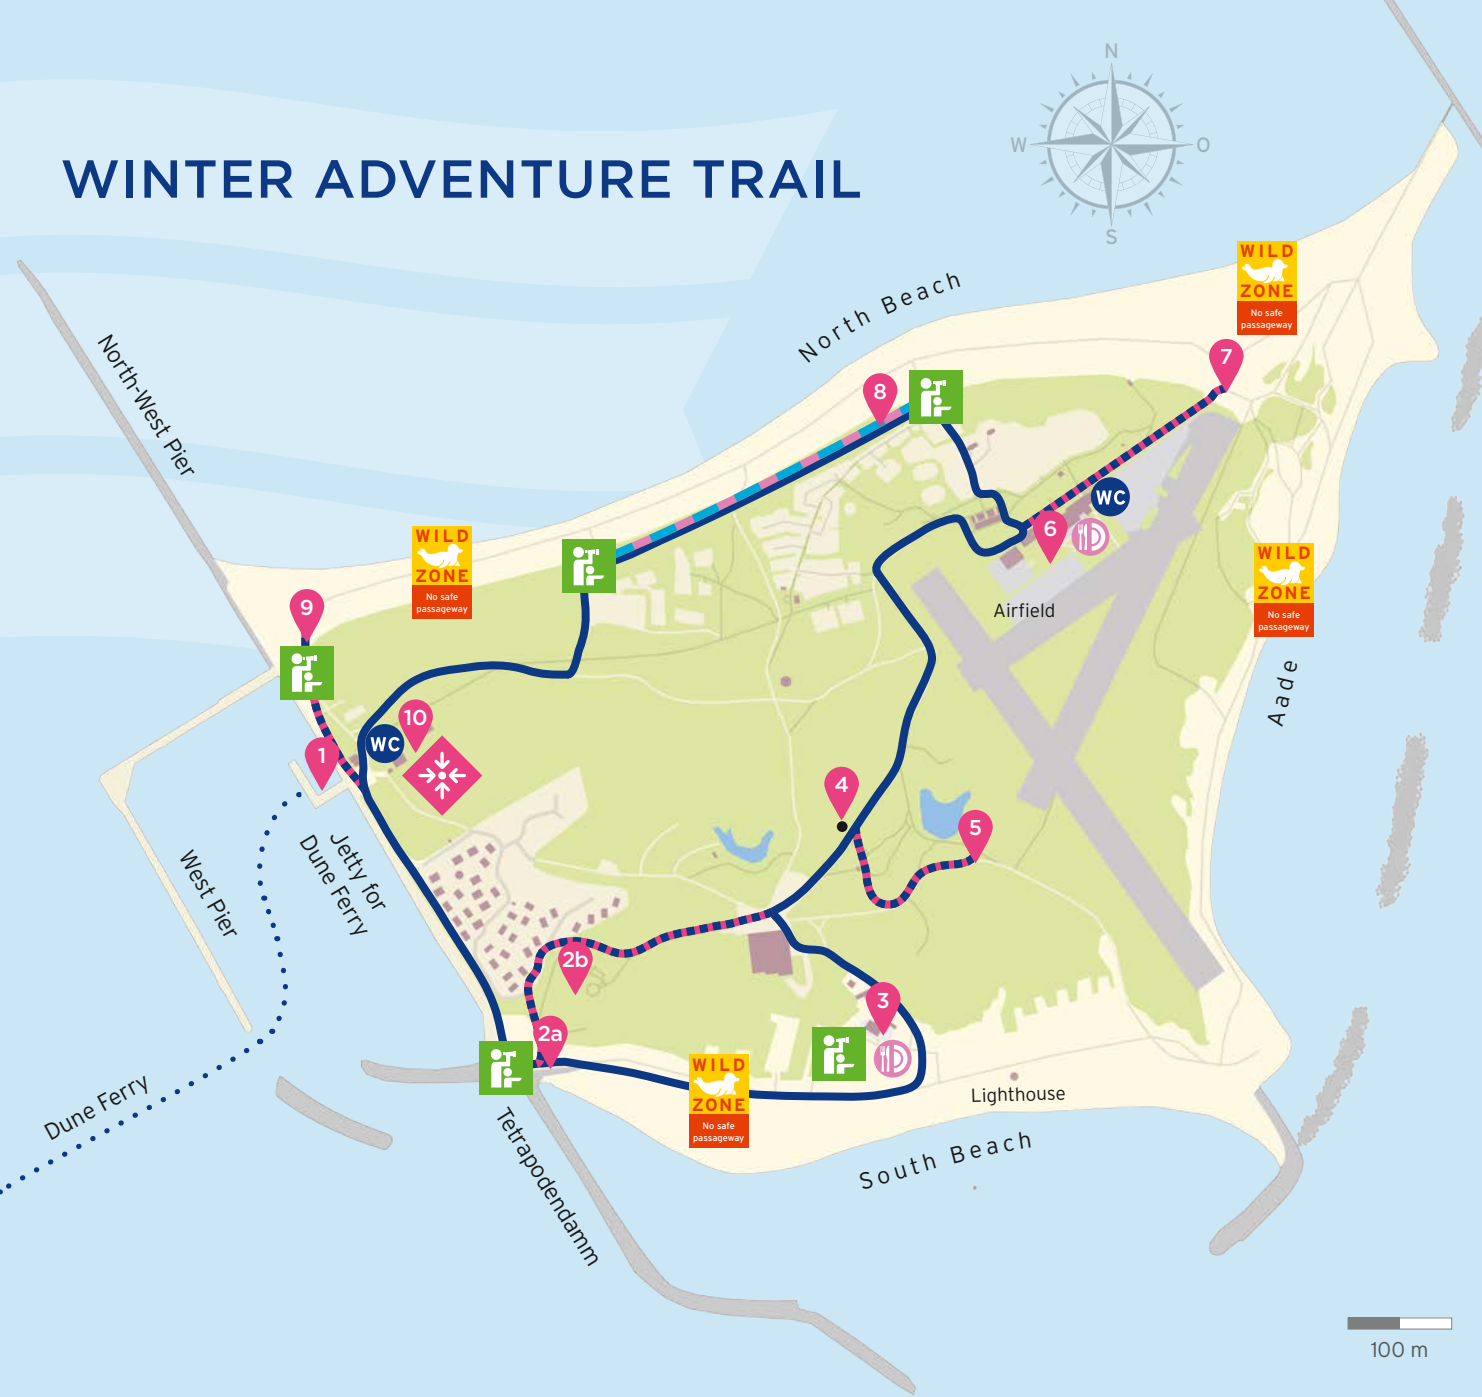 N
W
O
S
WINTER ADVENTURE TRAIL
WILD
ZONE
No safe
passageway
North Beach
North-West Pier
7
8
WC
6
Airfield
WILD
ZONE
No safe
passageway
WILD
ZONE
No safe
passageway
9
Aade
10
WC
1
4
5
Jetty for
Dune Ferry
West Pier
2b
3
2a
WILD
ZONE
No safe
passageway
Dune Ferry
Lighthouse
South Beach
Tetrapodendamm
100 m